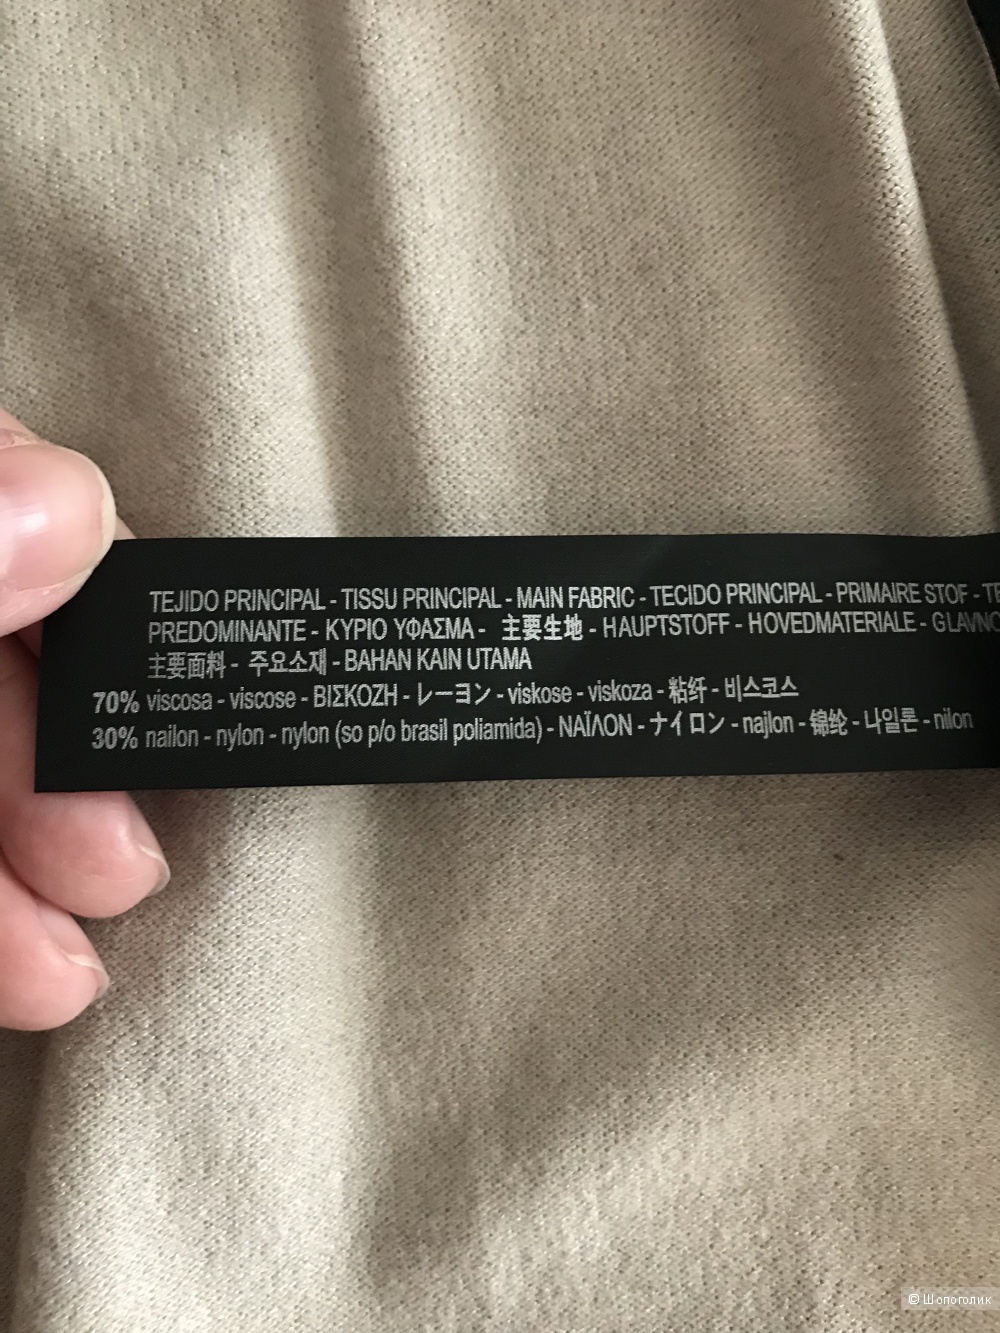 TEJIDO PRINCIPAL - TISSU PRINCIPAL - MAIN FABRIC - TECIDO PRINCIPAL - PRIMAIRE STOF -
PREDOMINANTE - ΚΥΡΙΟ ΥΦΑΣΜΑ - 主要生地 - HAUPTSTOFF - HOVEDMATERIALE -
主要面料 - 주요소재 - BAHAN KAIN UTAMA
70% viscosa - viscose - ΒΙΣΚΟΖΗ - レーヨン - viskose - viskoza - 粘纤 - 비스코스
30% nailon - nylon - nylon (so p/o brasil poliamida) - ΝΑΪΛΟΝ - ナイロン - najlon - 锦纶 - 나일론 - nilon
© Шопоголик